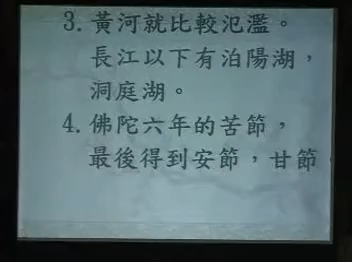 3. 黃河就比較氾濫。
長江以下有泊陽湖,
洞庭湖。
4. 佛陀六年的苦節,
最後得到安節,甘節